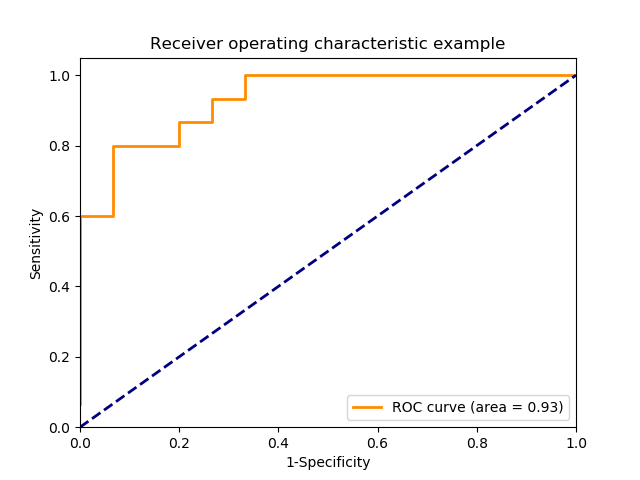 Receiver operating characteristic example
1.0
0.8
0.6
0.4
0.2
0.0
Sensitivity
ROC curve (area = 0.93)
0.0 0.2 0.4 0.6 0.8 1.0
1-Specificity